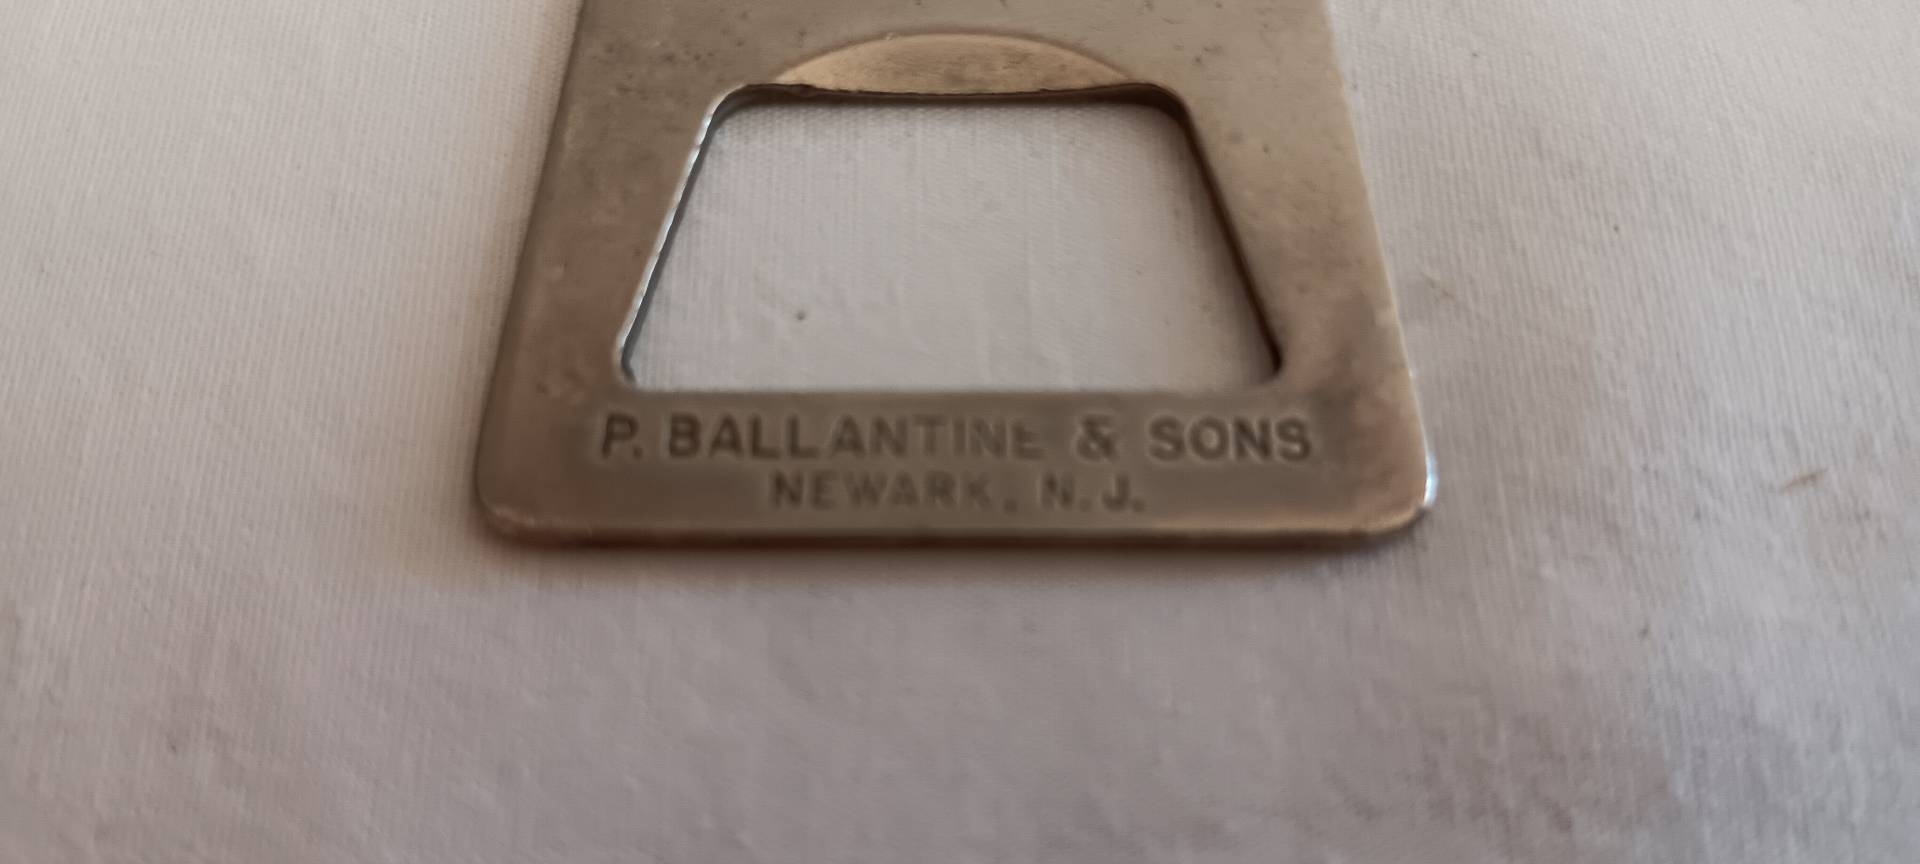 P. BALLANTINE & SONS
NEWARK, N.J.